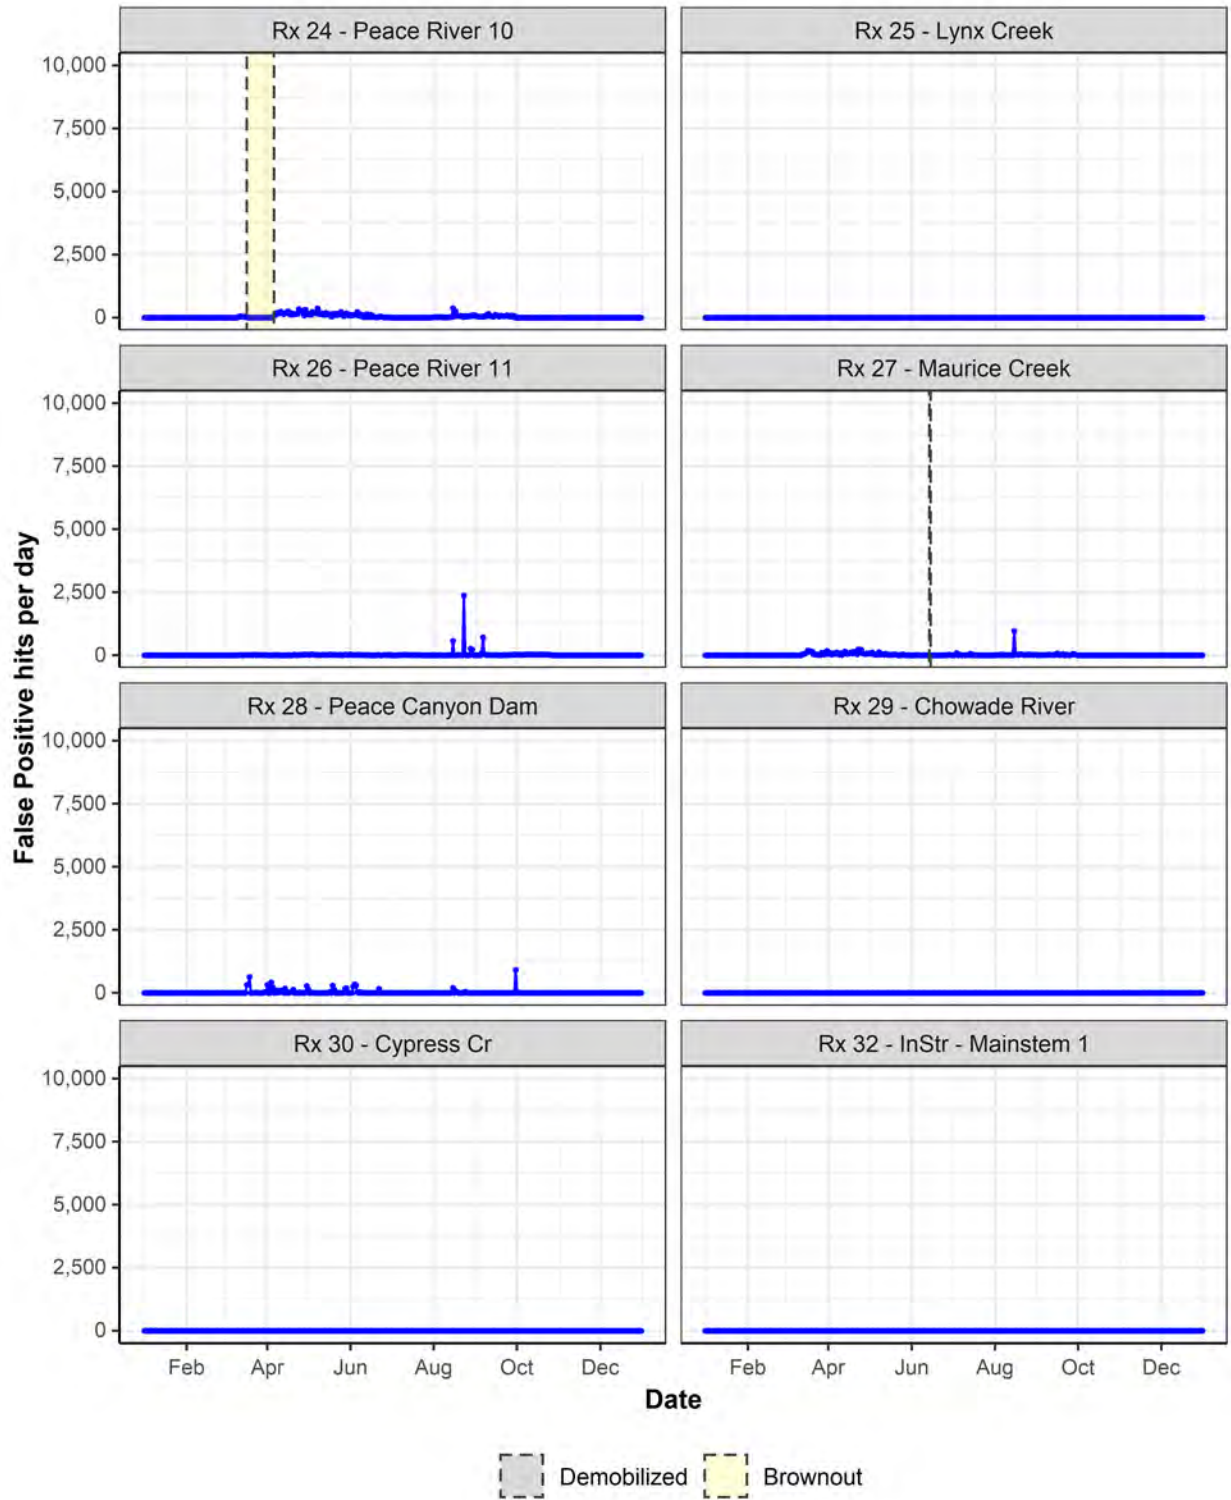 Rx 24 - Peace River 10
Rx 25 - Lynx Creek
10,000
7,500
5,000
2,500
0
Rx 26 - Peace River 11
Rx 27 - Maurice Creek
10,000
7,500
5,000
2,500
0
Rx 28 - Peace Canyon Dam
Rx 29 - Chowade River
10,000
7,500
5,000
2,500
0
Rx 30 - Cypress Cr
Rx 32 - InStr - Mainstem 1
10,000
7,500
5,000
2,500
0
False Positive hits per day
Feb Apr Jun Aug Oct Dec
Feb Apr Jun Aug Oct Dec
Date
Demobilized
Brownout